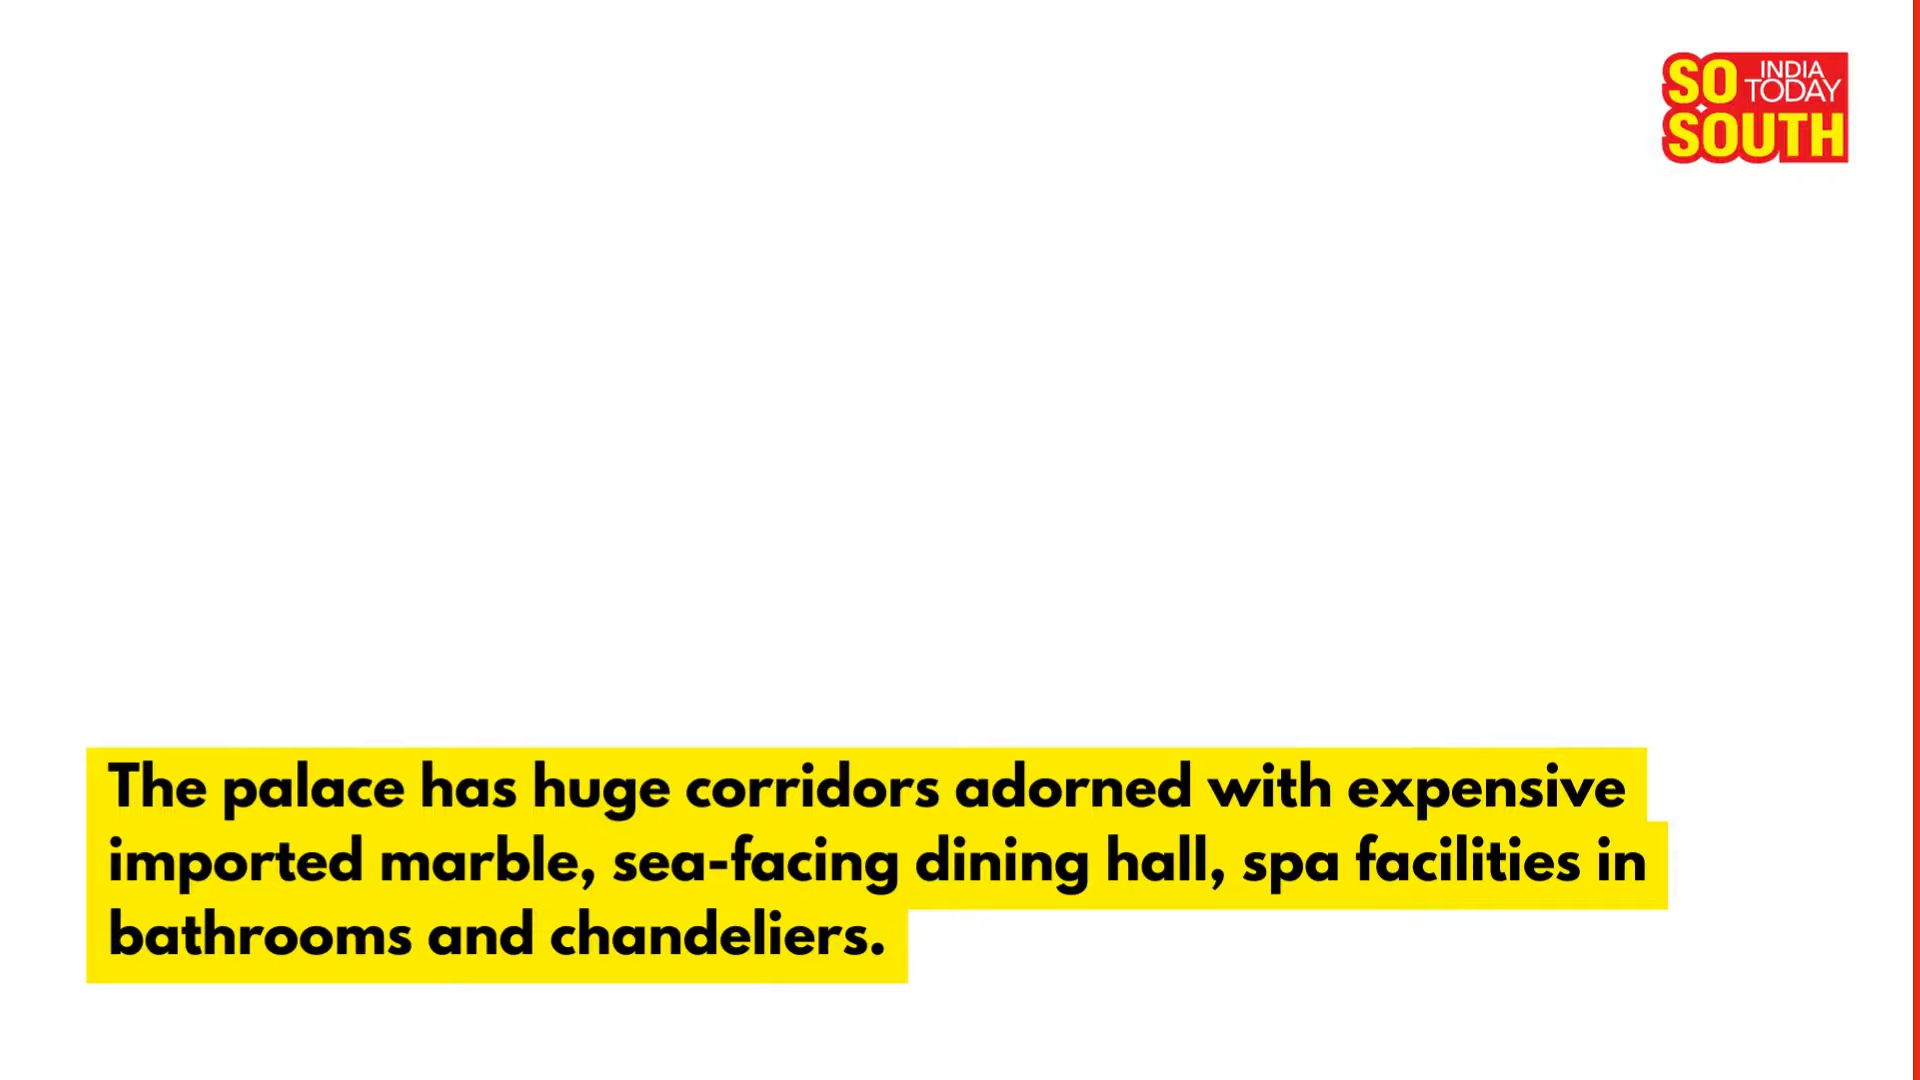 SO INDIA
TODAY
SOUTH
The palace has huge corridors adorned with expensive
imported marble, sea-facing dining hall, spa facilities in
bathrooms and chandeliers.